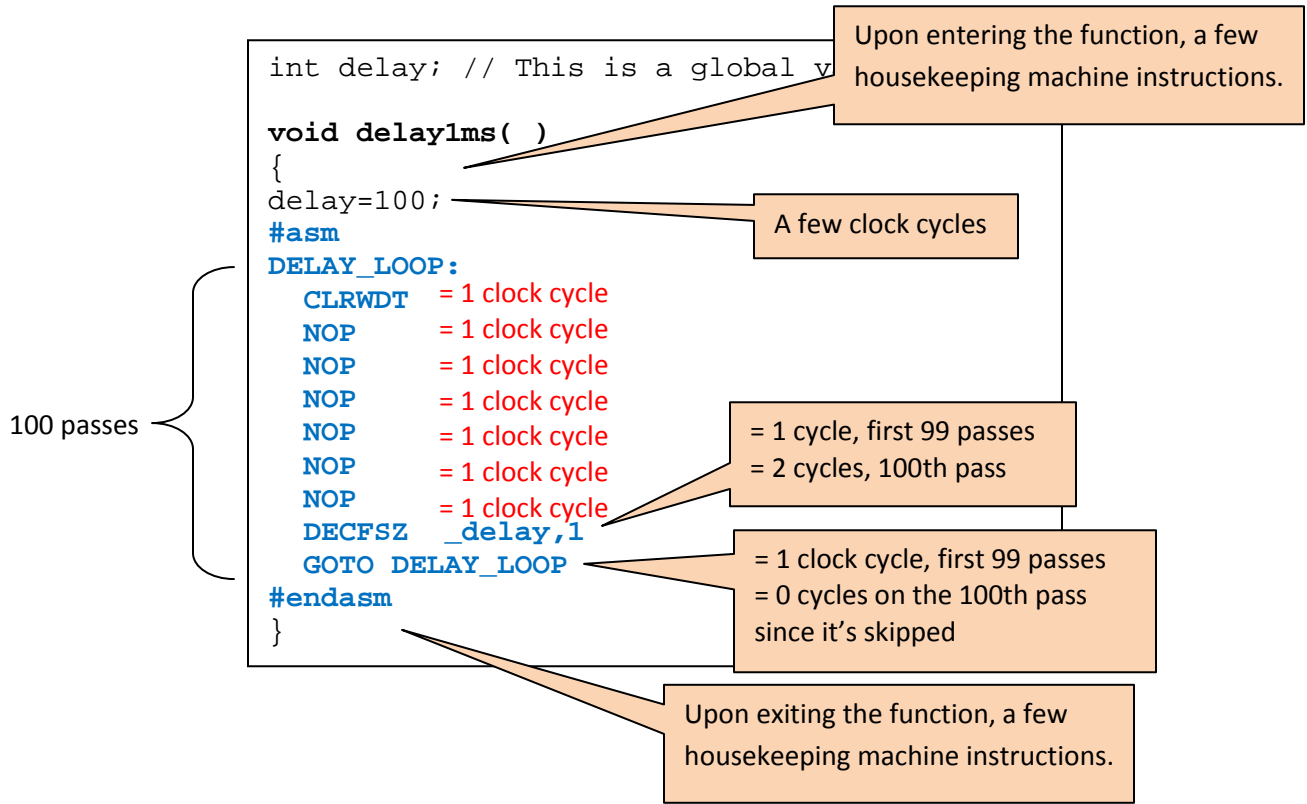 Upon entering the function, a few
housekeeping machine instructions.
int delay; // This is a global v
void delay1ms( )
{
delay=100;
A few clock cycles
#asm
DELAY_LOOP:
CLRWDT = 1 clock cycle
NOP = 1 clock cycle
NOP = 1 clock cycle
NOP = 1 clock cycle
NOP = 1 clock cycle
NOP = 1 clock cycle
NOP = 1 clock cycle
100 passes
DECFSZ _delay,1
= 1 cycle, first 99 passes
= 2 cycles, 100th pass
GOTO DELAY_LOOP
= 1 clock cycle, first 99 passes
= 0 cycles on the 100th pass
since it's skipped
#endasm
}
Upon exiting the function, a few
housekeeping machine instructions.